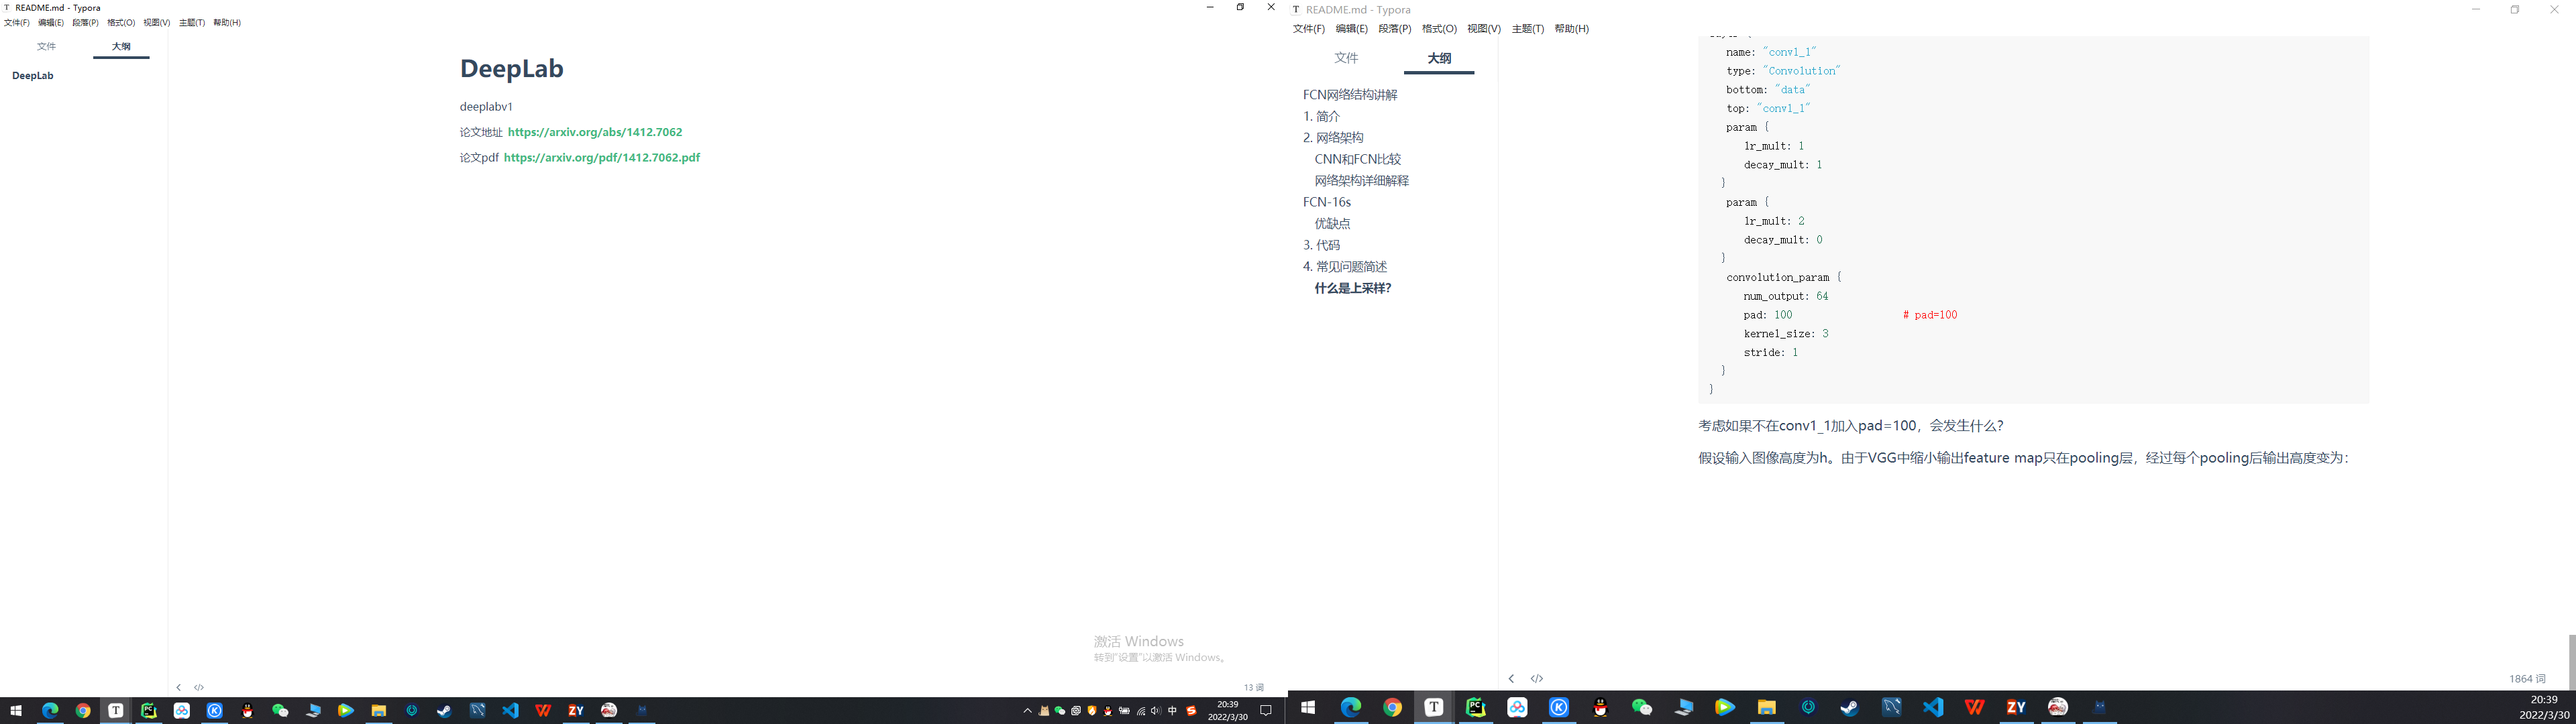 README.md - Typora
文件(F) 编辑(E) 段落(P) 格式(O) 视图(V) 主题(T) 帮助(H)
文件 大纲
DeepLab
DeepLab
deeplabv1
论文地址 https://arxiv.org/abs/1412.7062
论文pdf https://arxiv.org/pdf/1412.7062.pdf
激活 Windows
转到"设置"以激活 Windows。
13 词
中
20:39
2022/3/30
README.md - Typora
文件(F) 编辑(E) 段落(P) 格式(O) 视图(V) 主题(T) 帮助(H)
文件 大纲
FCN网络结构讲解
1. 简介
2. 网络架构
CNN和FCN比较
网络架构详细解释
FCN-16s
优缺点
3. 代码
4. 常见问题简述
什么是上采样?
name: "conv1_1"
type: "Convolution"
bottom: "data"
top: "conv1_1"
param {
lr_mult: 1
decay_mult: 1
}
param {
lr_mult: 2
decay_mult: 0
}
convolution_param {
num_output: 64
pad: 100 # pad=100
kernel_size: 3
stride: 1
}
}
考虑如果不在conv1_1加入pad=100，会发生什么?
假设输入图像高度为h。由于VGG中缩小输出feature map只在pooling层，经过每个pooling后输出高度变为：
1864 词
20:39
2022/3/30